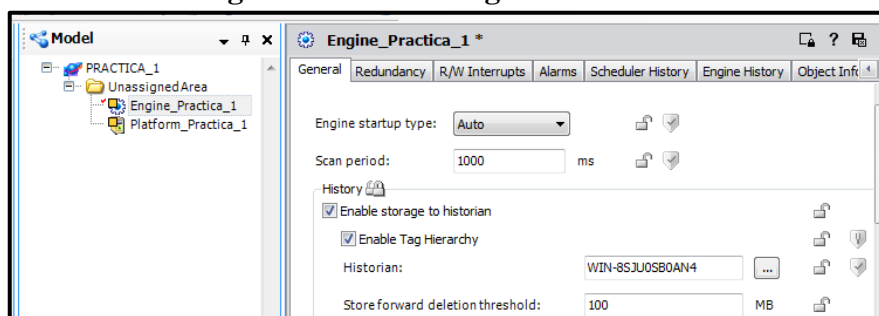 Model
PRACTICA_1
Unassigned Area
Engine_Practica_1
Platform_Practica_1
Engine_Practica_1 *
General Redundancy R/W Interrupts Alarms Scheduler History Engine History Object Inf
Engine startup type: Auto
Scan period: 1000 ms
History
Enable storage to historian
Enable Tag Hierarchy
Historian: WIN-8SJU0SB0AN4 ...
Store forward deletion threshold: 100 MB